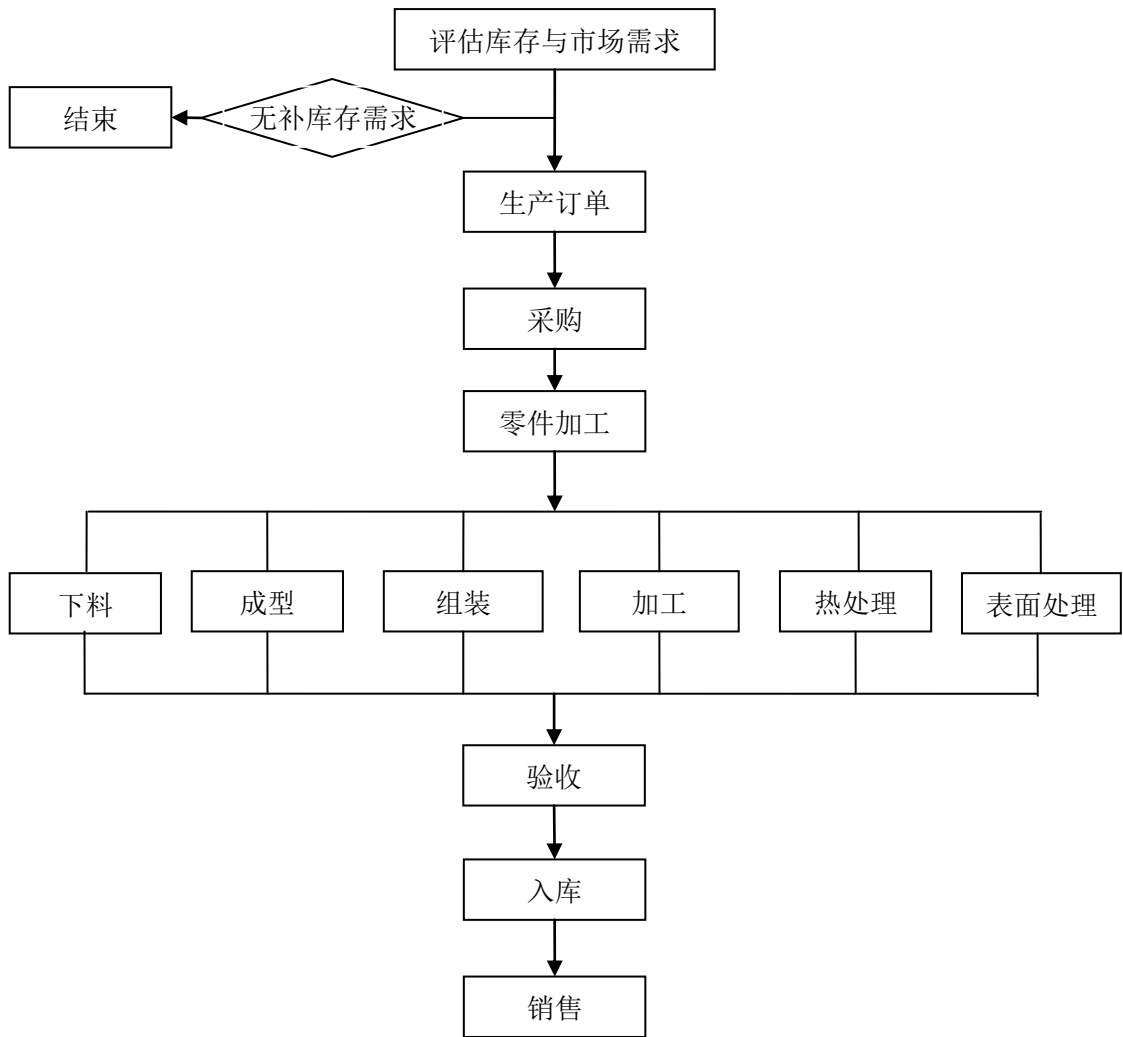 评估库存与市场需求
结束
无补库存需求
生产订单
采购
零件加工
下料
成型
组装
加工
热处理
表面处理
验收
入库
销售